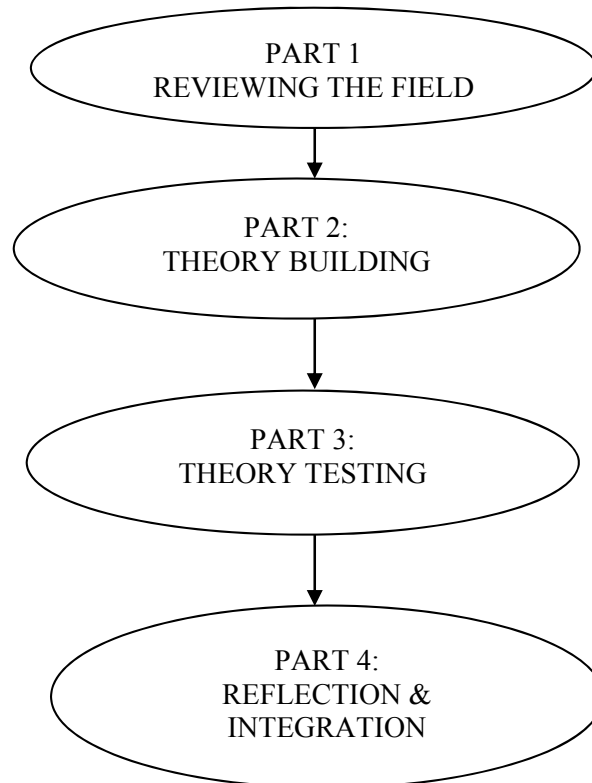 PART 1
REVIEWING THE FIELD
PART 2:
THEORY BUILDING
PART 3:
THEORY TESTING
PART 4:
REFLECTION &
INTEGRATION